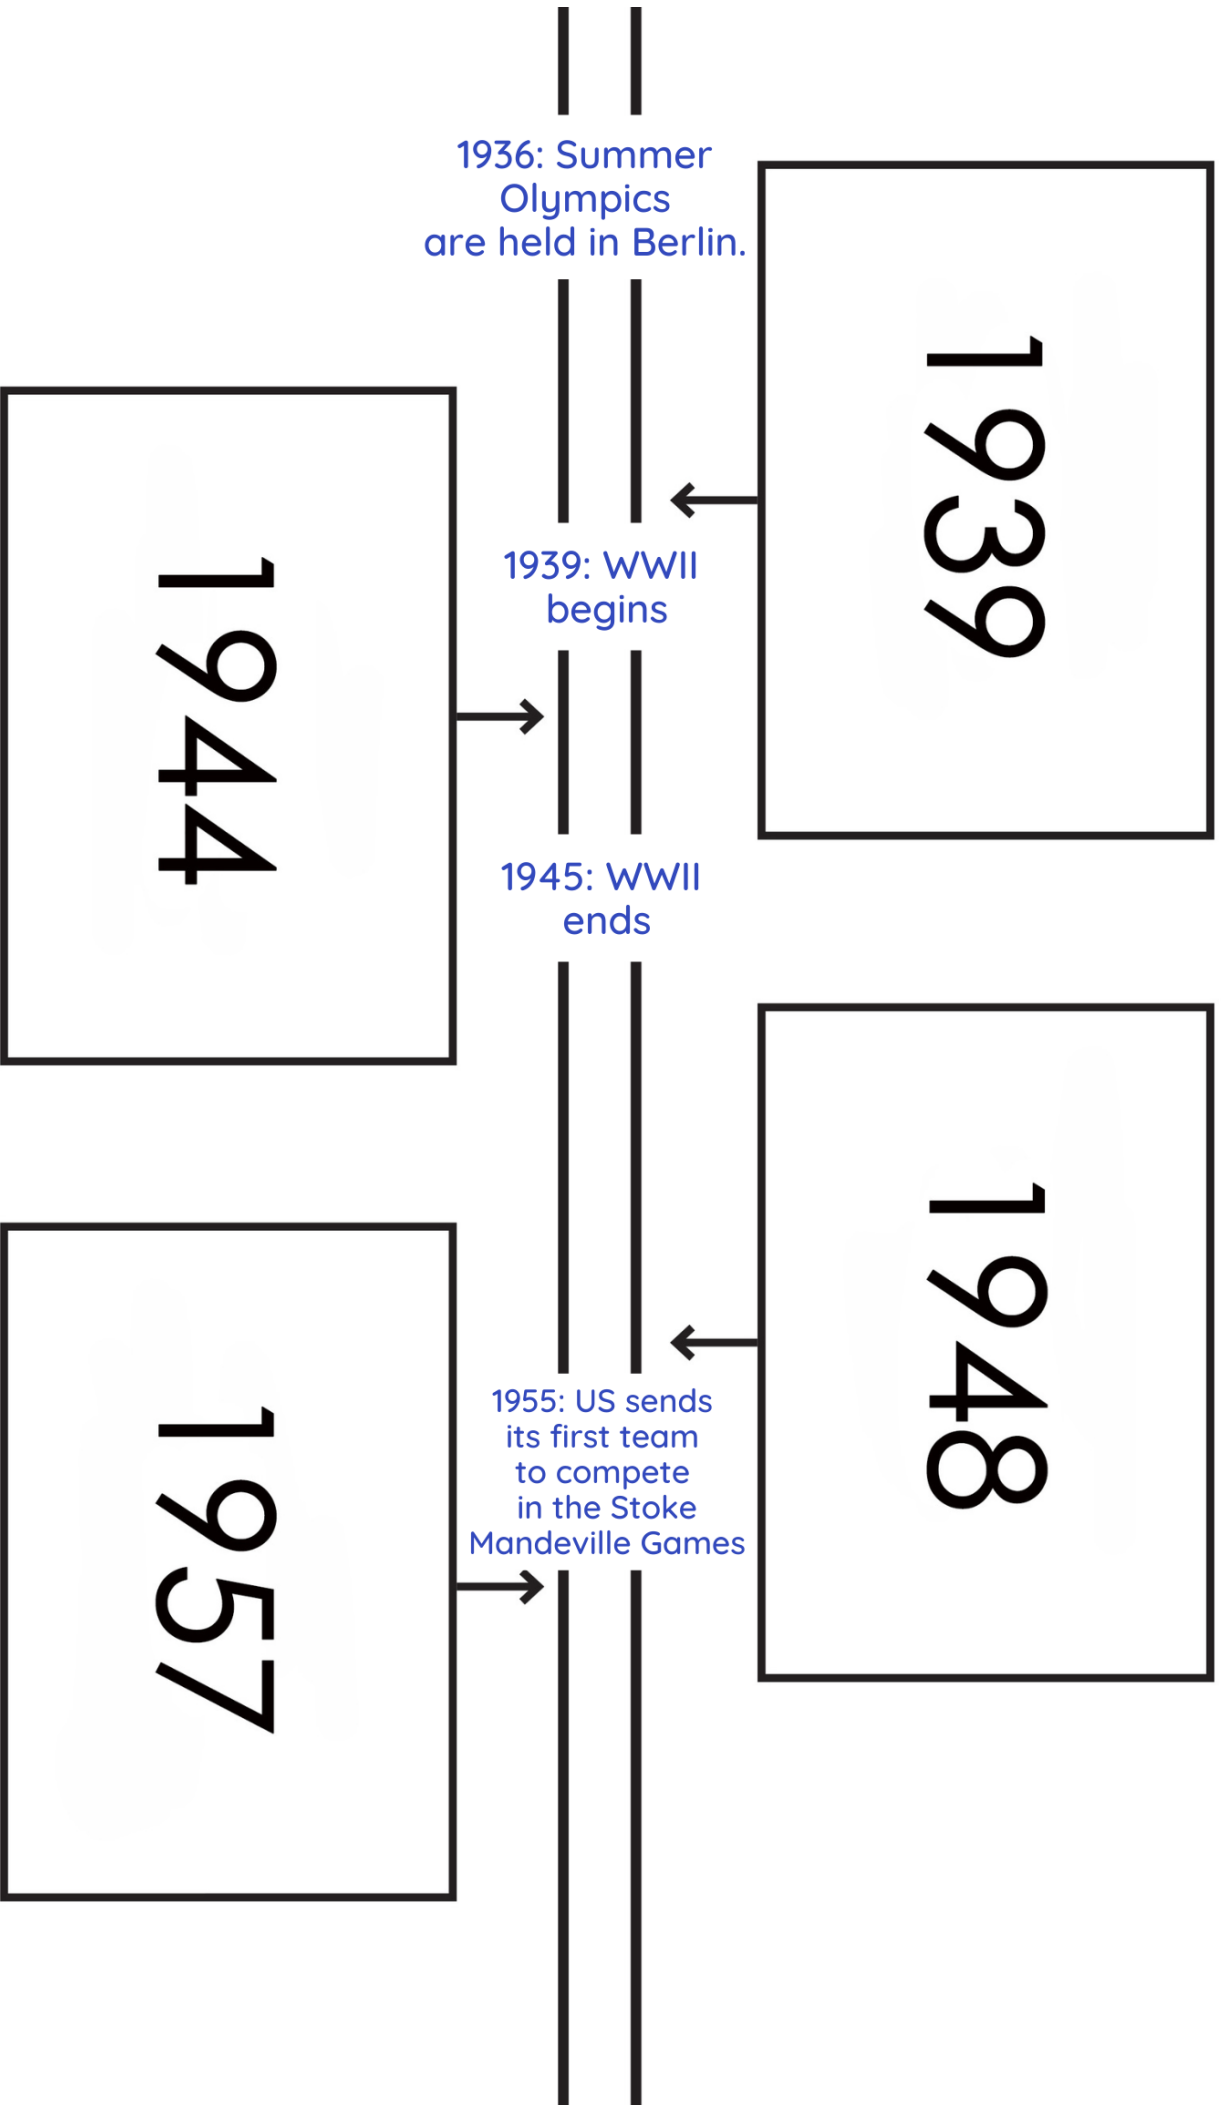 1936: Summer
Olympics
are held in Berlin.
1939
1939: WWII
begins
1944
1945: WWII
ends
1948
1955: US sends
its first team
to compete
in the Stoke
Mandeville Games
1957